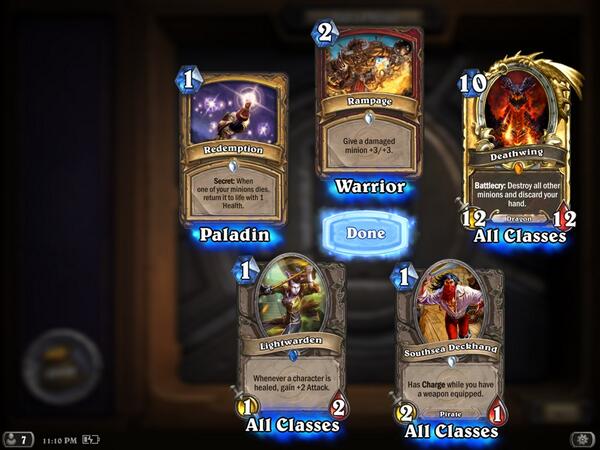 1
Redemption
Secret: When
one of your minions dies,
return it to life with 1
Health.
Paladin
2
Rampage
Give a damaged
minion +3/+3.
Warrior
10
Deathwing
Battlecry: Destroy all other
minions and discard your
hand.
12
Dragon
12
All Classes
Done
1
Lightwarden
Whenever a character is
healed, gain +2 Attack.
1
2
All Classes
1
Southsea Deckhand
Has Charge while you have
a weapon equipped.
2
Pirate
1
All Classes
7
11:10 PM